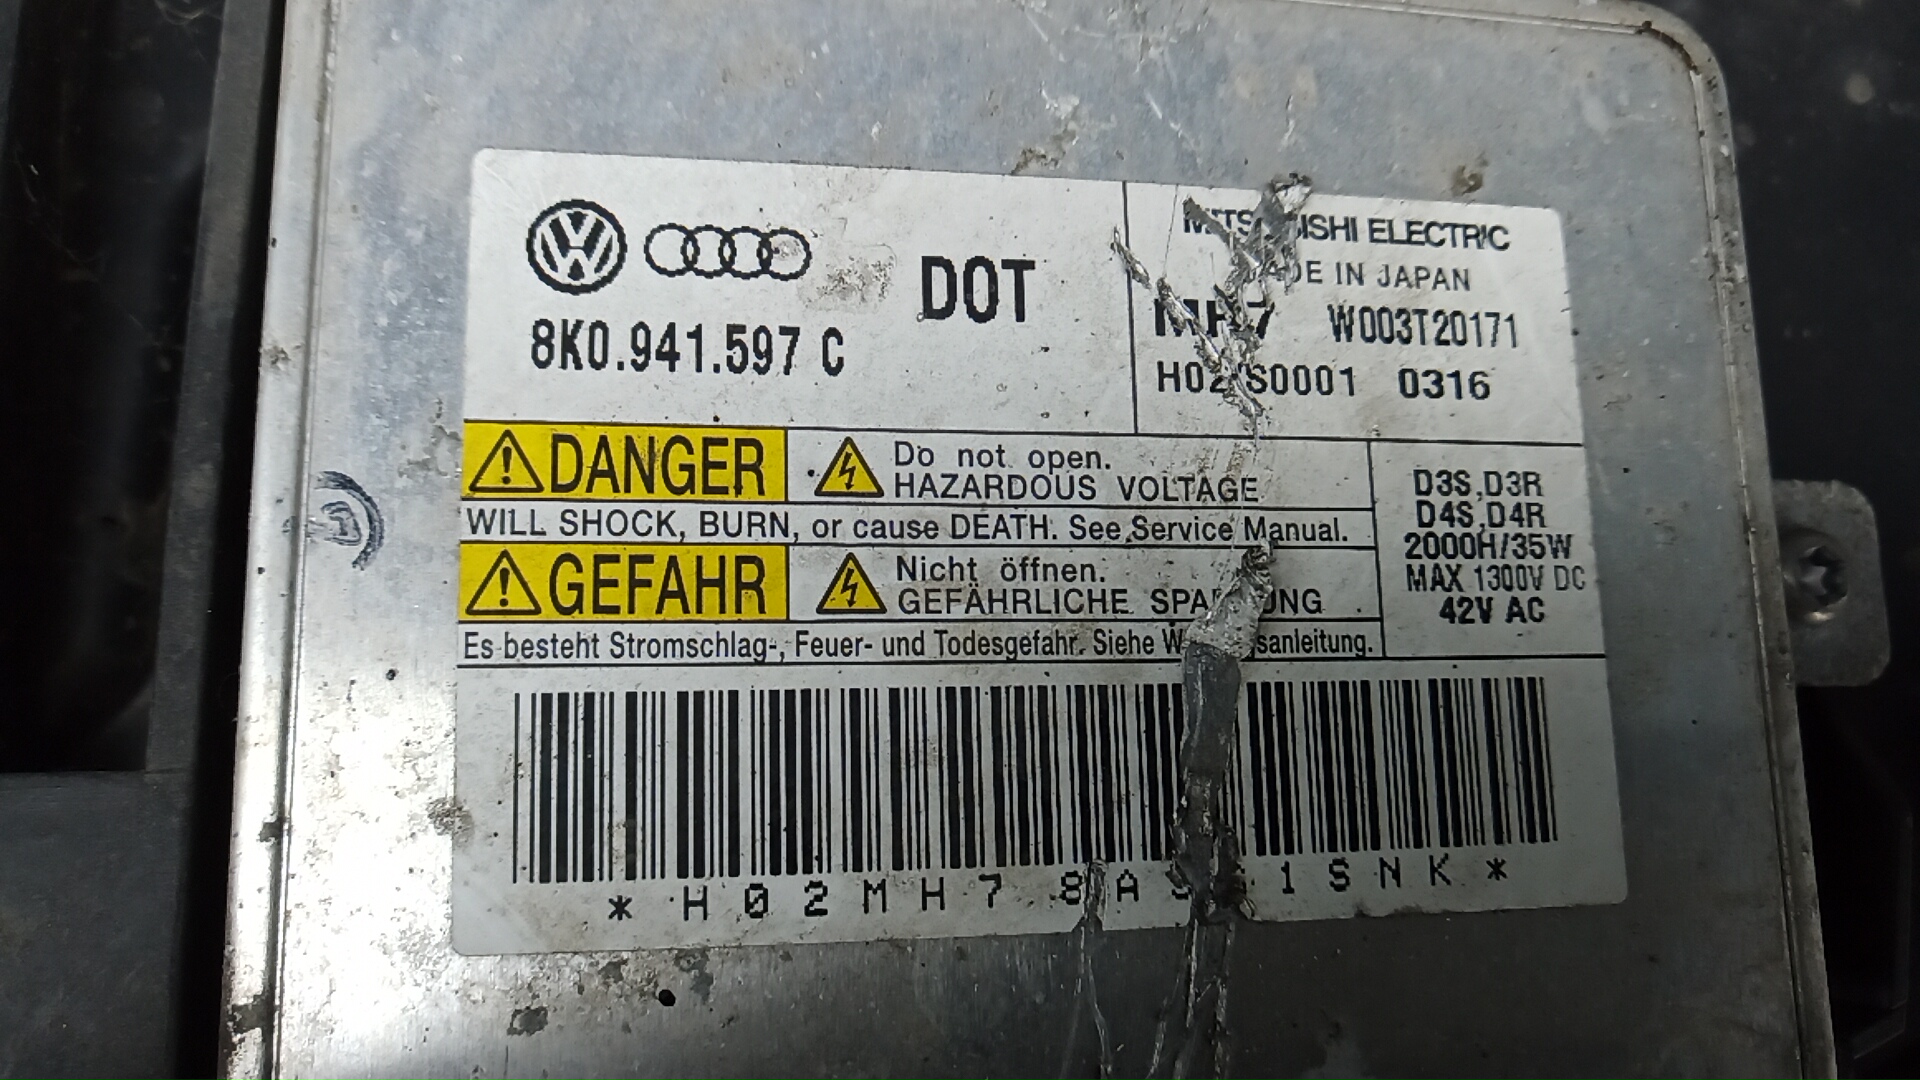 DOT
8K0.941.597 C
ELECTRIC
IN JAPAN
W003T20171
0316
DANGER
Do not open.
HAZARDOUS VOLTAGE
WILL SHOCK, BURN, or cause DEATH. See Service Manual.
GEFAHR
Nicht öffnen.
GEFÄHRLICHE
Es besteht Stromschlag-, Feuer- und Todesgefahr. Siehe
D3S,D3R
D4S,D4R
2000H/35W
MAX 1300V DC
42V AC